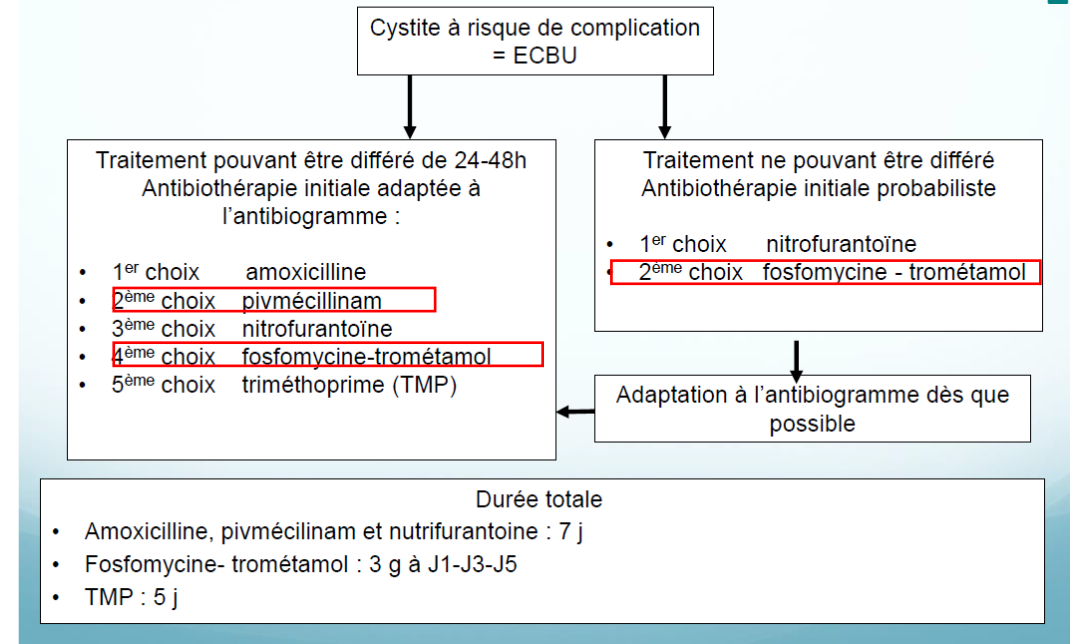 Cystite à risque de complication
= ECBU
Traitement pouvant être différé de 24-48h
Antibiothérapie initiale adaptée à
l'antibiogramme :
• 1er choix amoxicilline
• 2ème choix pivmécillinam
• 3ème choix nitrofurantoïne
• 4ème choix fosfomycine-trométamol
• 5ème choix triméthoprime (TMP)
Traitement ne pouvant être différé
Antibiothérapie initiale probabiliste
• 1er choix nitrofurantoïne
• 2ème choix fosfomycine - trométamol
Adaptation à l'antibiogramme dès que
possible
Durée totale
• Amoxicilline, pivmécilinam et nutrifurantoine : 7 j
• Fosfomycine- trométamol : 3 g à J1-J3-J5
• TMP : 5 j